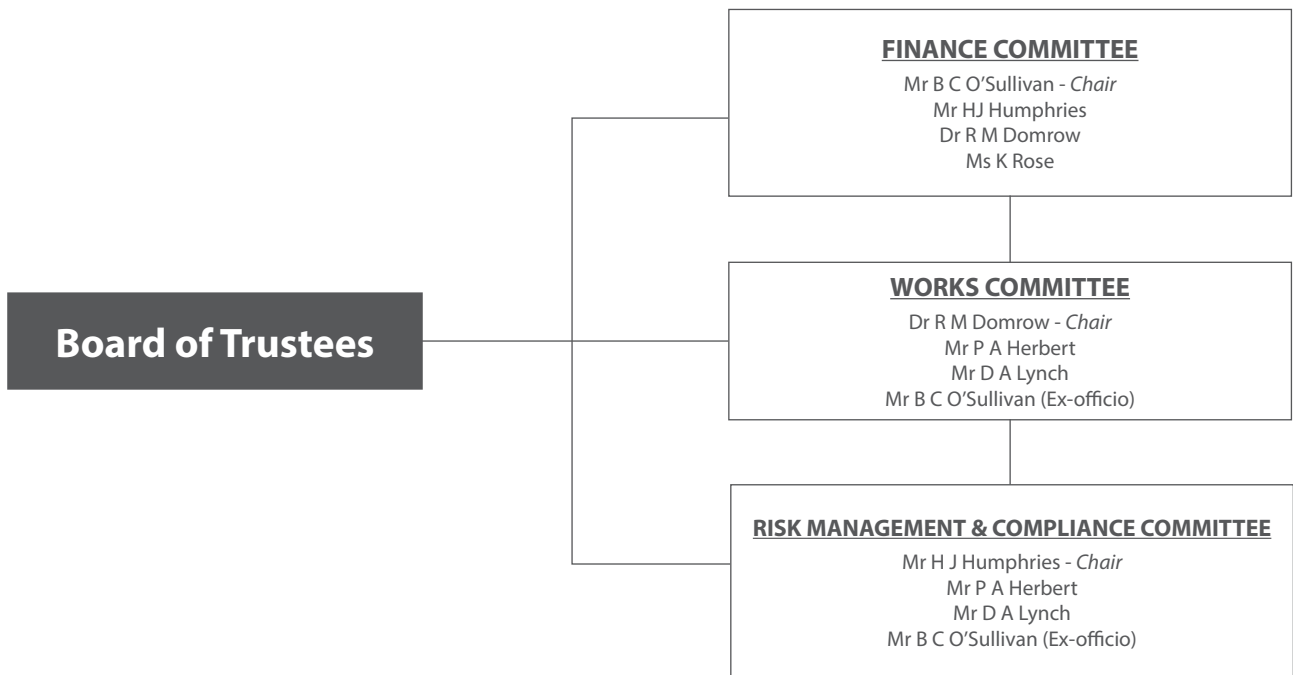 Board of Trustees
FINANCE COMMITTEE
Mr B C O’Sullivan - Chair
Mr HJ Humphries
Dr R M Domrow
Ms K Rose
WORKS COMMITTEE
Dr R M Domrow - Chair
Mr P A Herbert
Mr D A Lynch
Mr B C O’Sullivan (Ex-officio)
RISK MANAGEMENT & COMPLIANCE COMMITTEE
Mr H J Humphries - Chair
Mr P A Herbert
Mr D A Lynch
Mr B C O’Sullivan (Ex-officio)